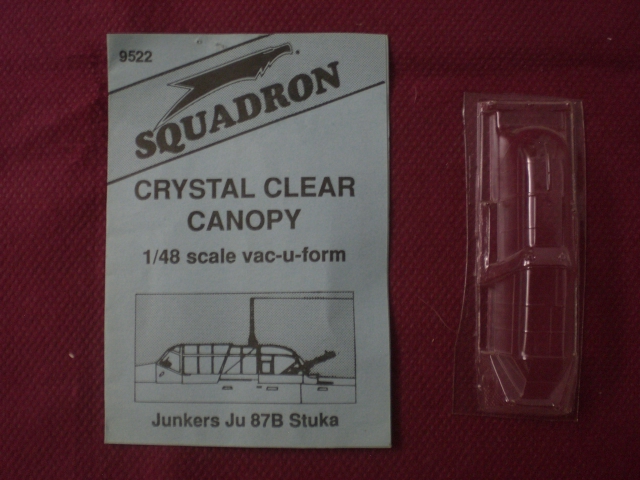 9522
SQUADRON
CRYSTAL CLEAR
CANOPY
1/48 scale vac-u-form
Junkers Ju 87B Stuka